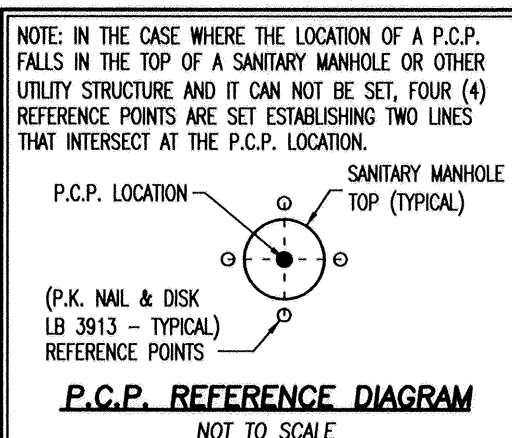 NOTE: IN THE CASE WHERE THE LOCATION OF A P.C.P.
FALLS IN THE TOP OF A SANITARY MANHOLE OR OTHER
UTILITY STRUCTURE AND IT CAN NOT BE SET, FOUR (4)
REFERENCE POINTS ARE SET ESTABLISHING TWO LINES
THAT INTERSECT AT THE P.C.P. LOCATION.
P.C.P. LOCATION
SANITARY MANHOLE
TOP (TYPICAL)
(P.K. NAIL & DISK
LB 3913 - TYPICAL)
REFERENCE POINTS
P.C.P. REFERENCE DIAGRAM
NOT TO SCALE